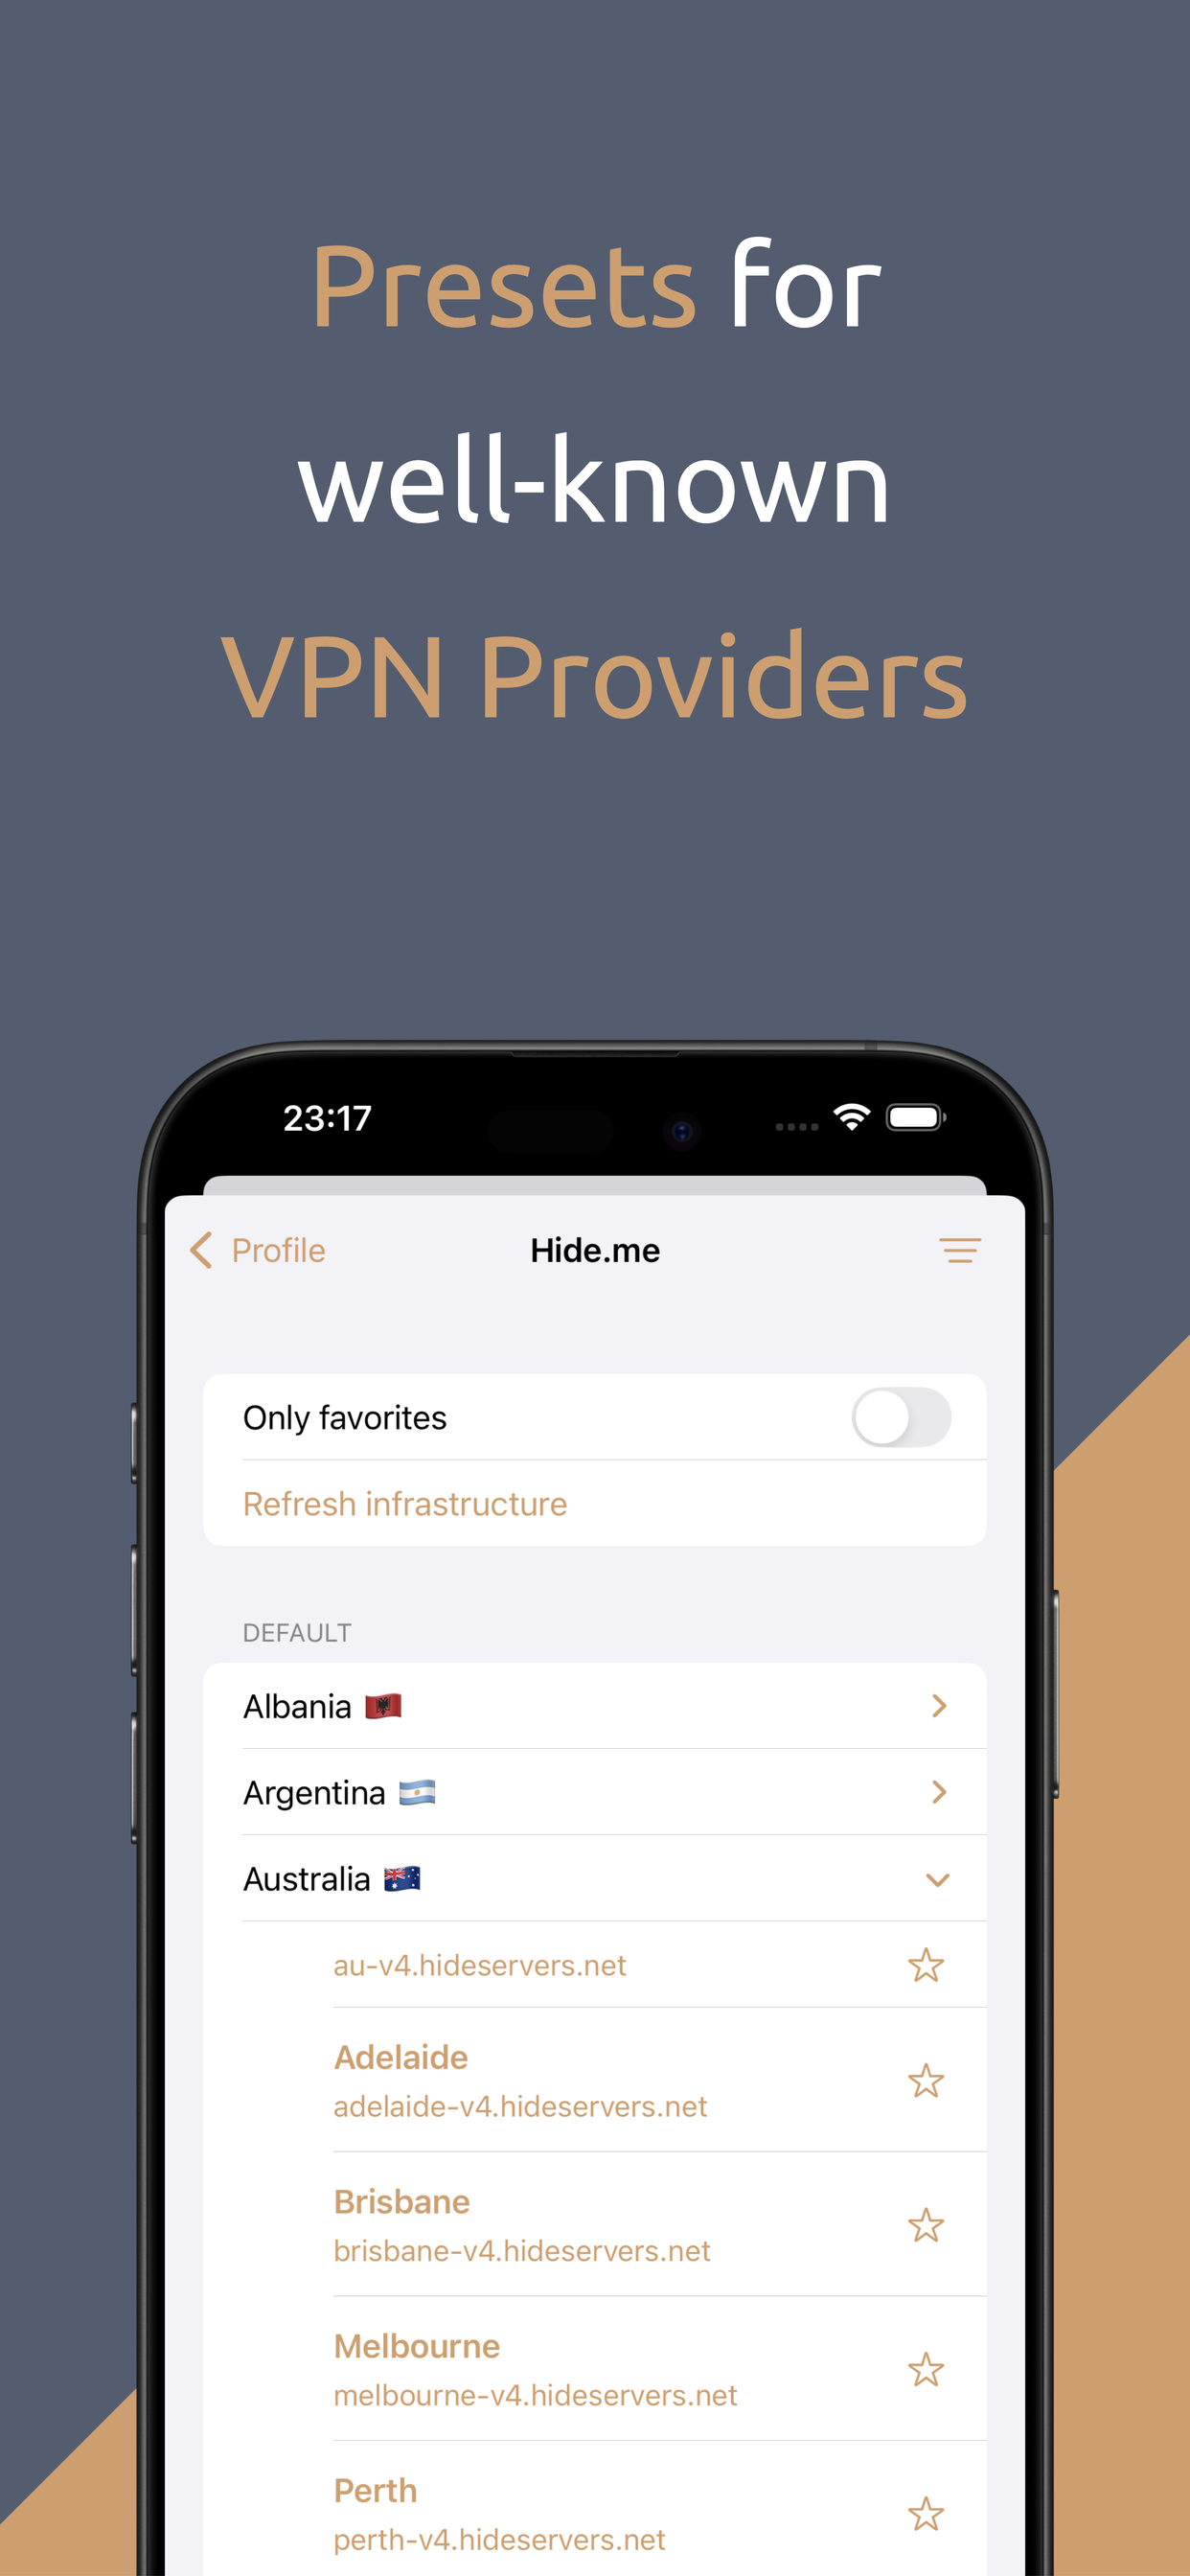 Presets for
well-known
VPN Providers
23:17
Profile
Hide.me
Only favorites
Refresh infrastructure
DEFAULT
Albania 🇦🇱
Argentina 🇦🇷
Australia 🇦🇺
au-v4.hideservers.net
Adelaide
adelaide-v4.hideservers.net
Brisbane
brisbane-v4.hideservers.net
Melbourne
melbourne-v4.hideservers.net
Perth
perth-v4.hideservers.net